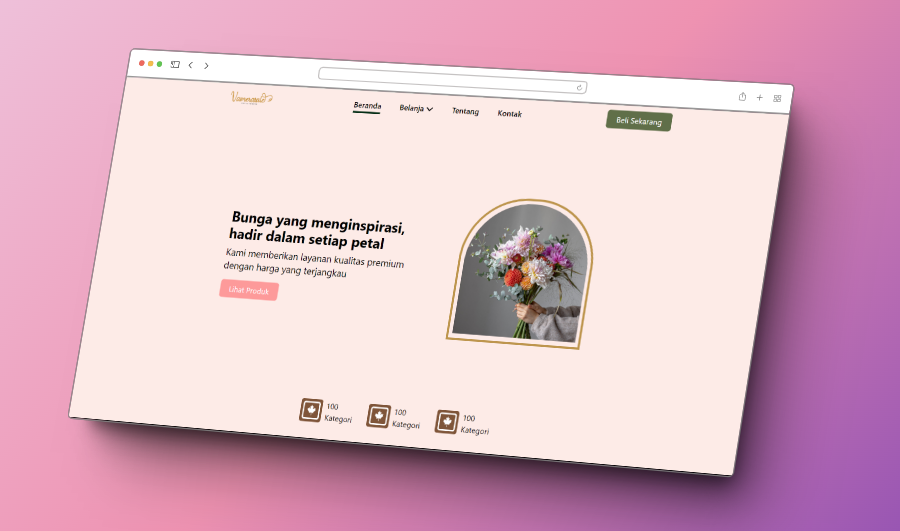 Beranda
Belanja
Tentang
Kontak
Beli Sekarang
Bunga yang menginspirasi,
hadir dalam setiap petal
Kami memberikan layanan kualitas premium
dengan harga yang terjangkau
Lihat Produk
100
Kategori
100
Kategori
100
Kategori